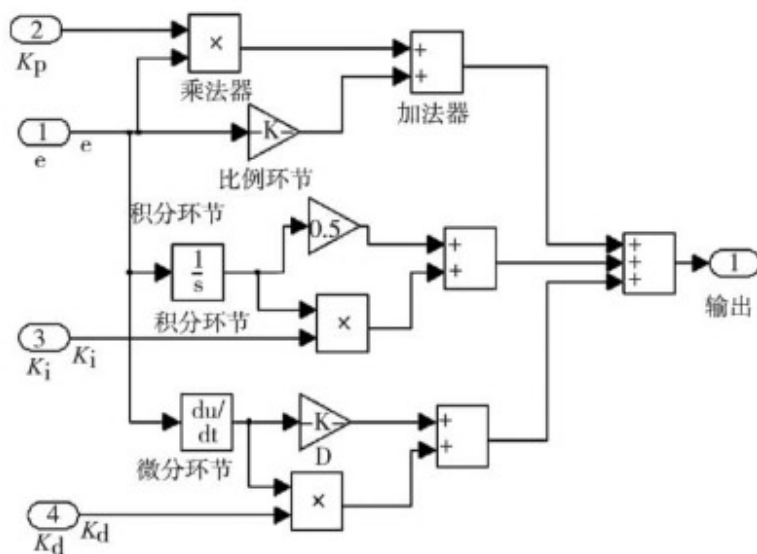 2
Kp
×
乘法器
+
+
加法器
1
e
e
-K-
比例环节
积分环节
0.5
1
s
积分环节
×
+
+
3
Ki
Ki
+
+
+
1
输出
du/
dt
微分环节
-K-
D
×
+
+
4
Kd
Kd